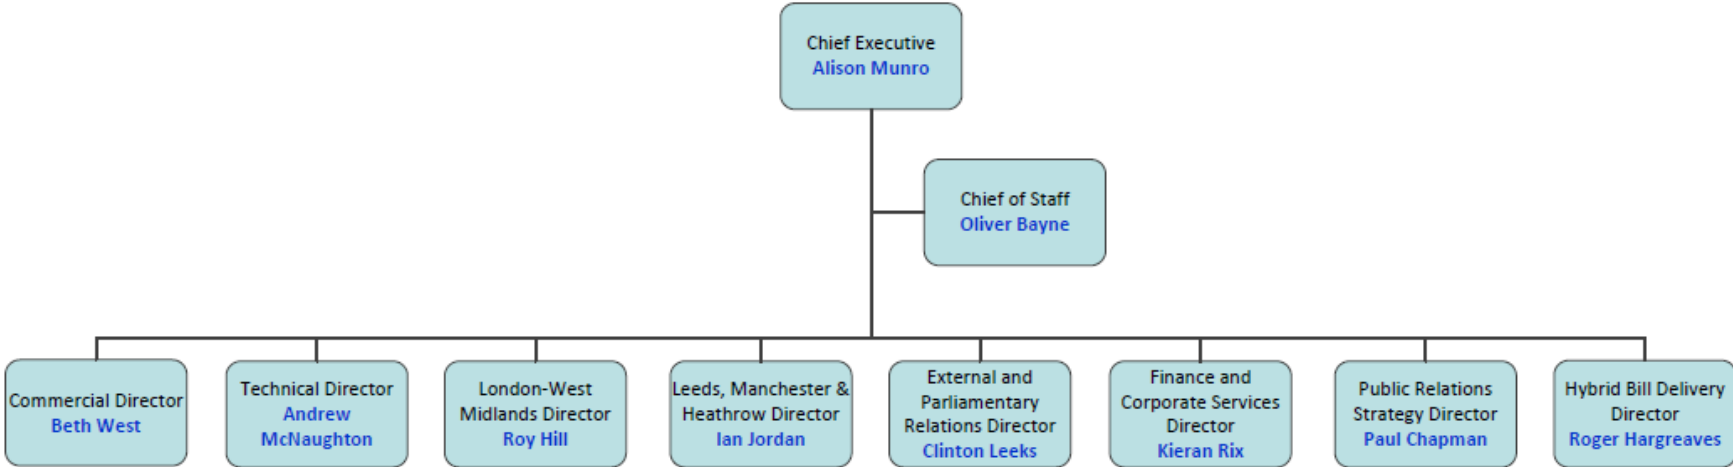 Chief Executive
Alison Munro
Chief of Staff
Oliver Bayne
Commercial Director
Beth West
Technical Director
Andrew
McNaughton
London-West
Midlands Director
Roy Hill
Leeds, Manchester &
Heathrow Director
Ian Jordan
External and
Parliamentary
Relations Director
Clinton Leeks
Finance and
Corporate Services
Director
Kieran Rix
Public Relations
Strategy Director
Paul Chapman
Hybrid Bill Delivery
Director
Roger Hargreaves